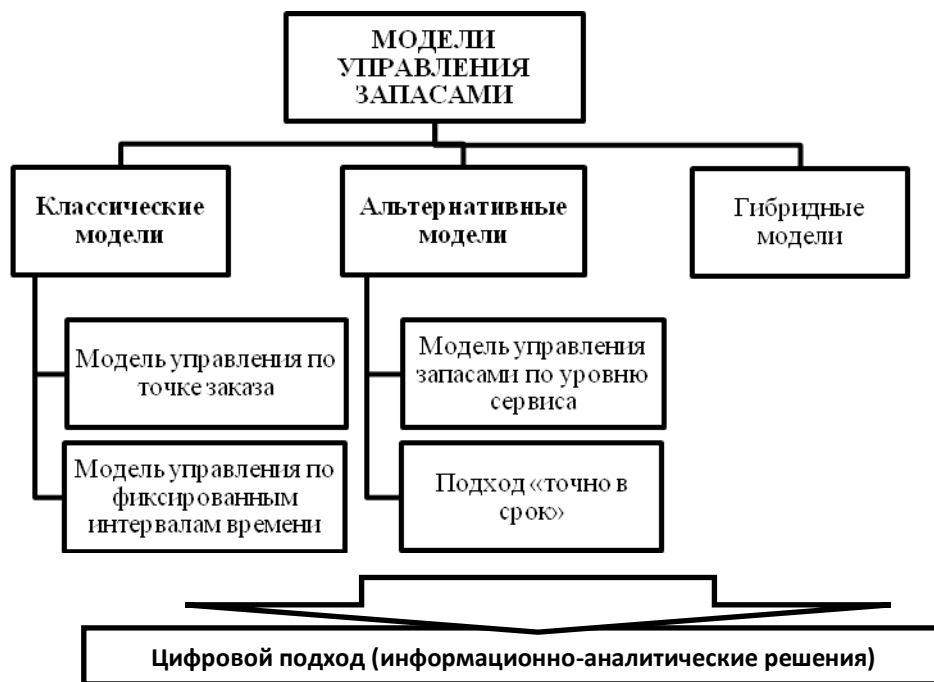 МОДЕЛИ
УПРАВЛЕНИЯ
ЗАПАСАМИ
Классические
модели
Альтернативные
модели
Гибридные
модели
Модель управления по
точке заказа
Модель управления
запасами по уровню
сервиса
Модель управления по
фиксированным
интервалам времени
Подход «точно в
срок»
Цифровой подход (информационно-аналитические решения)